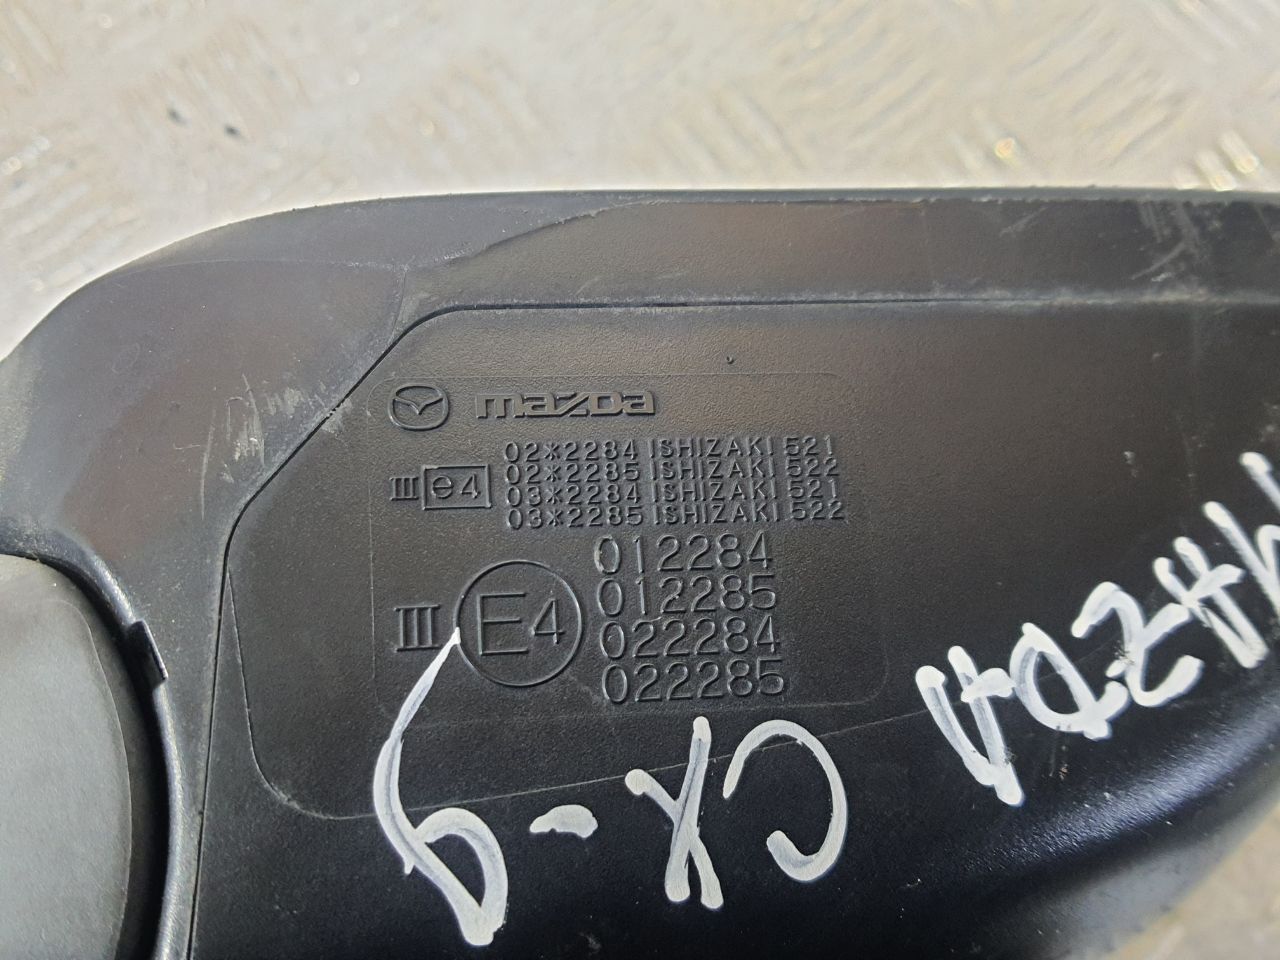 mazda
02*2284 ISHIZAKI 521
02*2285 ISHIZAKI 522
III e4
03*2284 ISHIZAKI 521
03*2285 ISHIZAKI 522
012284
012285
III E4
022284
022285
MAZDA
CX-9